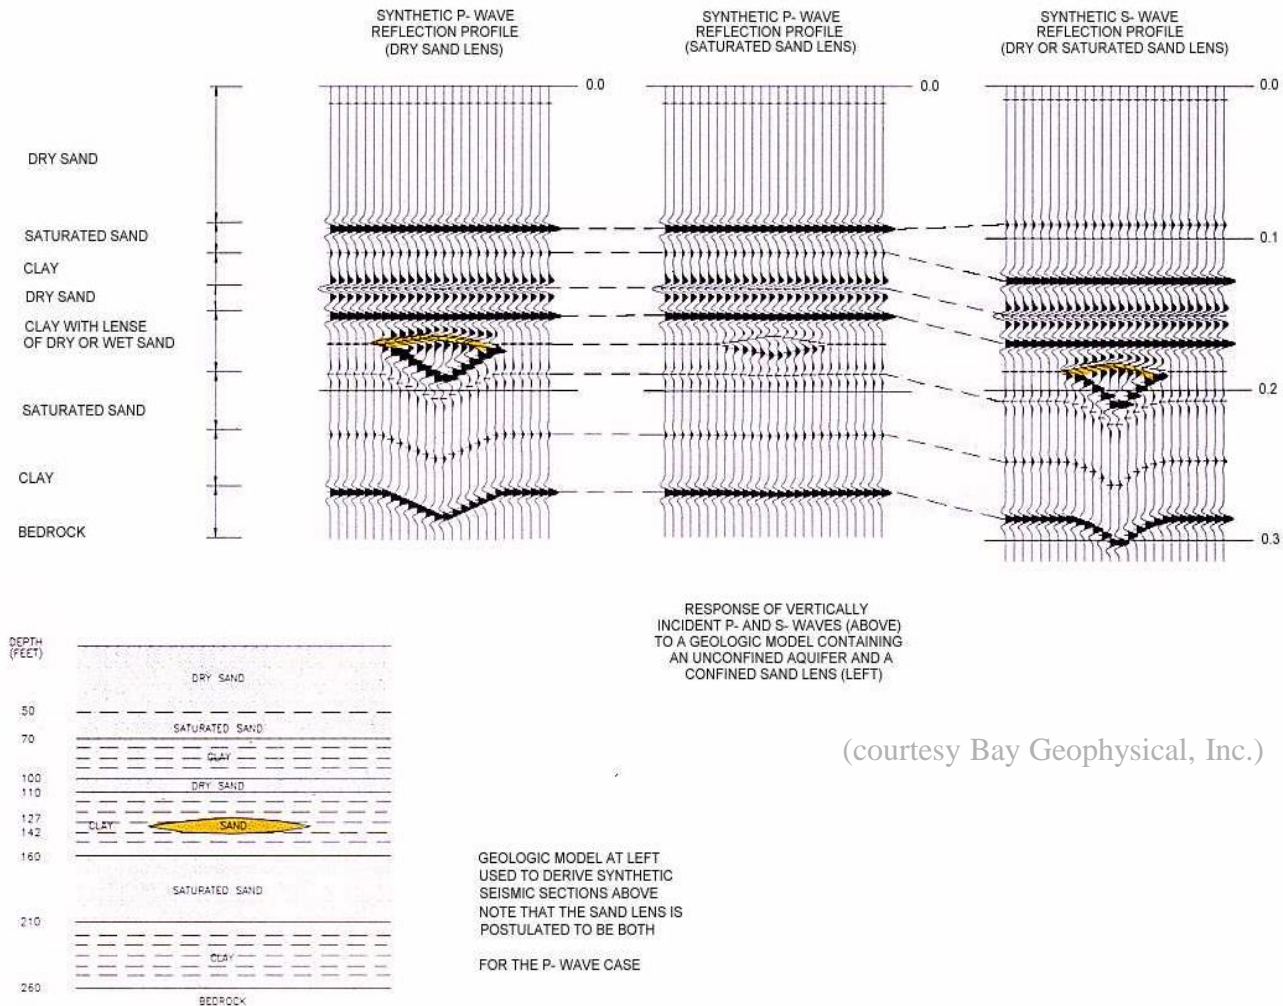 SYNTHETIC P- WAVE
REFLECTION PROFILE
(DRY SAND LENS)
SYNTHETIC P- WAVE
REFLECTION PROFILE
(SATURATED SAND LENS)
SYNTHETIC S- WAVE
REFLECTION PROFILE
(DRY OR SATURATED SAND LENS)
0.0
0.0
0.0
DRY SAND
SATURATED SAND
0.1
CLAY
DRY SAND
CLAY WITH LENSE
OF DRY OR WET SAND
0.2
SATURATED SAND
CLAY
BEDROCK
0.3
RESPONSE OF VERTICALLY
INCIDENT P- AND S- WAVES (ABOVE)
TO A GEOLOGIC MODEL CONTAINING
AN UNCONFINED AQUIFER AND A
CONFINED SAND LENS (LEFT)
DEPTH
(FEET)
DRY SAND
50
SATURATED SAND
70
CLAY
100
DRY SAND
110
127
CLAY SAND
142
160
SATURATED SAND
210
CLAY
260
BEDROCK
(courtesy Bay Geophysical, Inc.)
GEOLOGIC MODEL AT LEFT
USED TO DERIVE SYNTHETIC
SEISMIC SECTIONS ABOVE
NOTE THAT THE SAND LENS IS
POSTULATED TO BE BOTH
FOR THE P- WAVE CASE